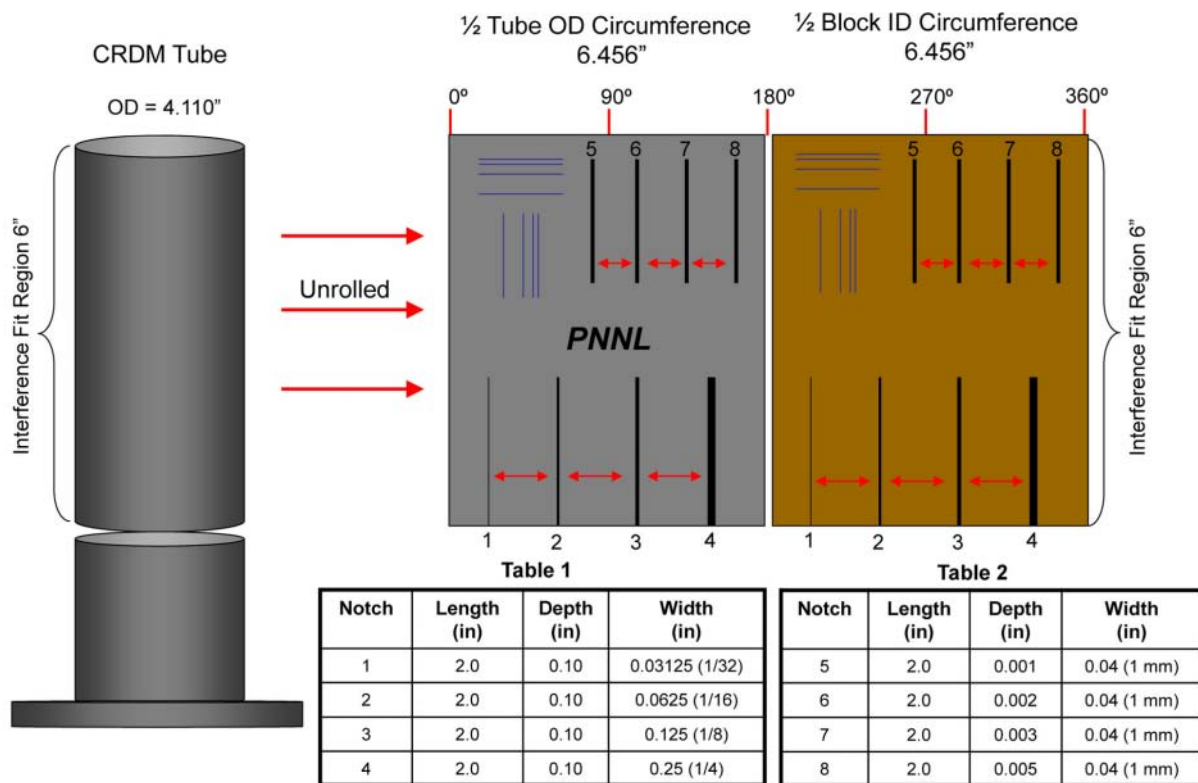 CRDM Tube
OD = 4.110"
Interference Fit Region 6"
Unrolled
½ Tube OD Circumference
6.456"
½ Block ID Circumference
6.456"
0º 90º 180º 270º 360º
5 6 7 8
5 6 7 8
PNNL
1 2 3 4
1 2 3 4
Interference Fit Region 6"
Table 1
Notch Length (in) Depth (in) Width (in)
1 2.0 0.10 0.03125 (1/32)
2 2.0 0.10 0.0625 (1/16)
3 2.0 0.10 0.125 (1/8)
4 2.0 0.10 0.25 (1/4)
Table 2
Notch Length (in) Depth (in) Width (in)
5 2.0 0.001 0.04 (1 mm)
6 2.0 0.002 0.04 (1 mm)
7 2.0 0.003 0.04 (1 mm)
8 2.0 0.005 0.04 (1 mm)